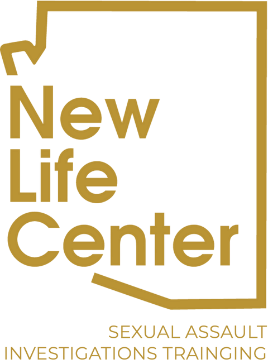 New
Life
Center
SEXUAL ASSAULT
INVESTIGATIONS TRAINGING